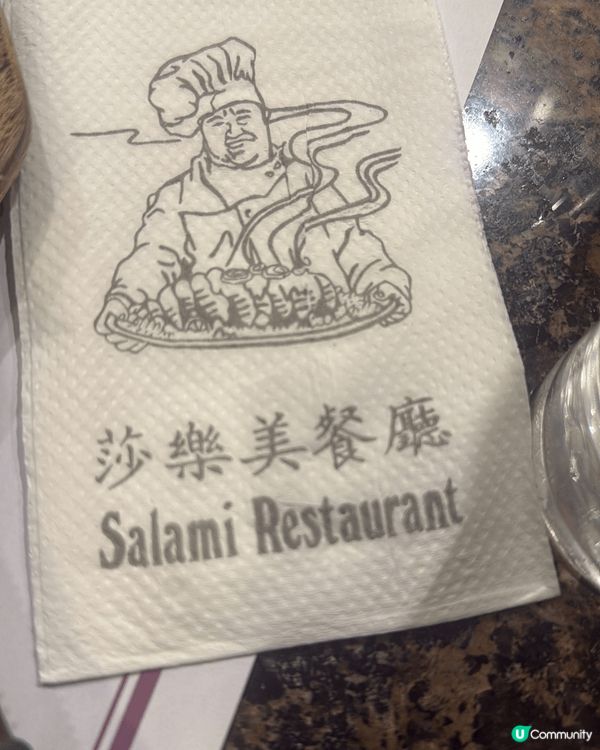 莎樂美餐廳
Salami Restaurant
U Community